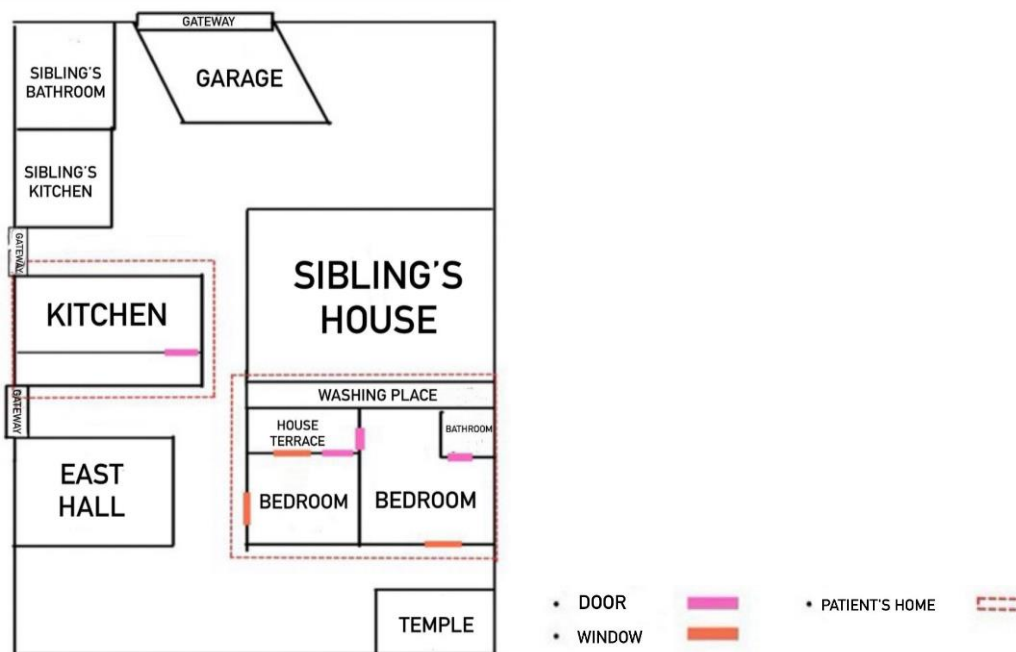 GATEWAY
GARAGE
SIBLING'S
BATHROOM
SIBLING'S
KITCHEN
GATEWAY
KITCHEN
SIBLING'S
HOUSE
GATEWAY
WASHING PLACE
HOUSE
TERRACE
BATHROOM
BEDROOM
BEDROOM
EAST
HALL
TEMPLE
• DOOR
• WINDOW
• PATIENT'S HOME